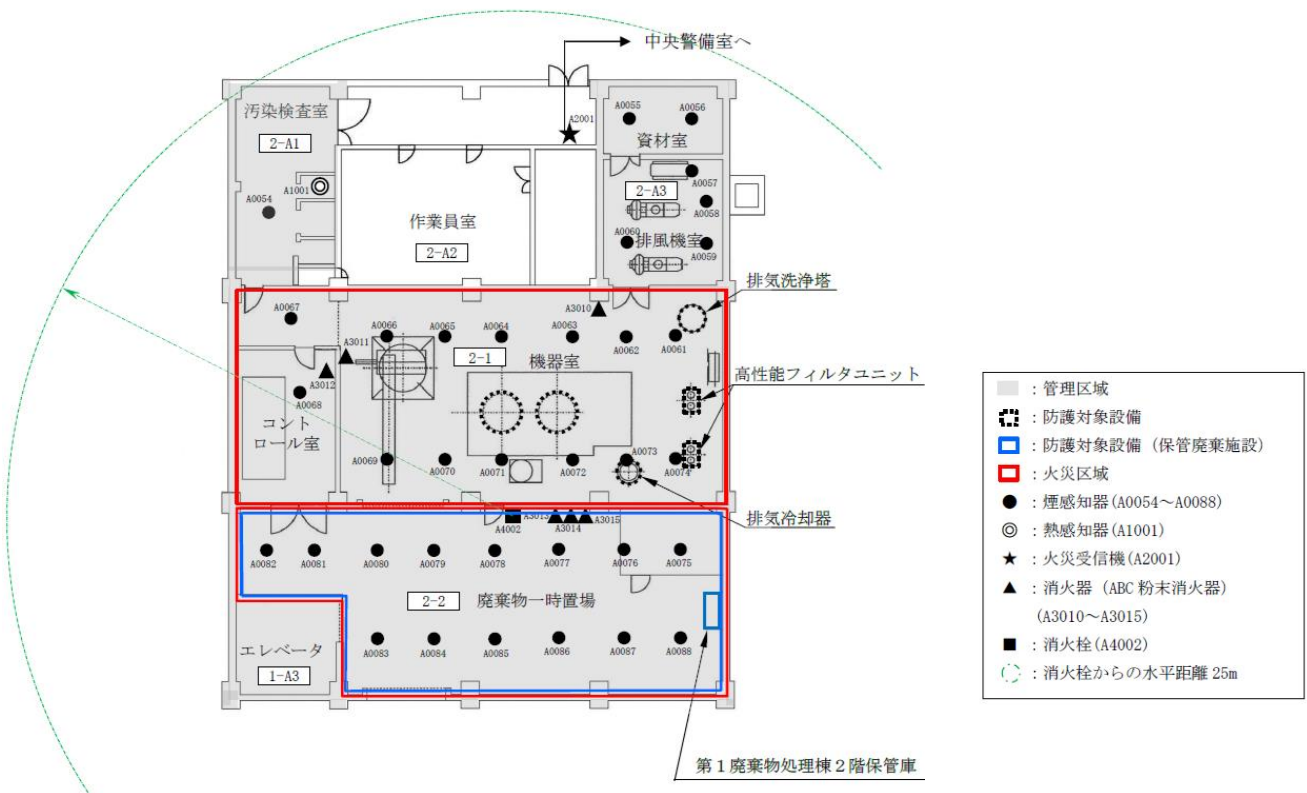 中央警備室へ
汚染検査室
2-A1
A0054
A1001
A2001
A0055
A0056
資材室
A0057
2-A3
A0058
A0060
排風機室
A0059
作業員室
2-A2
排気洗浄塔
A0067
A0066
A0065
A0064
A0063
A3010
A0062
A0061
A3011
2-1
機器室
A3012
高性能フィルタユニット
A0068
コント
ロール室
A0069
A0070
A0071
A0072
A0073
A0074
排気冷却器
A4002
A3013
A3014
A3015
A0082
A0081
A0080
A0079
A0078
A0077
A0076
A0075
2-2
廃棄物一時置場
エレベータ
1-A3
A0083
A0084
A0085
A0086
A0087
A0088
第1廃棄物処理棟2階保管庫
：管理区域
：防護対象設備
：防護対象設備（保管廃棄施設）
：火災区域
：煙感知器(A0054～A0088)
：熱感知器(A1001)
：火災受信機(A2001)
：消火器（ABC 粉末消火器）
(A3010～A3015)
：消火栓(A4002)
：消火栓からの水平距離 25m